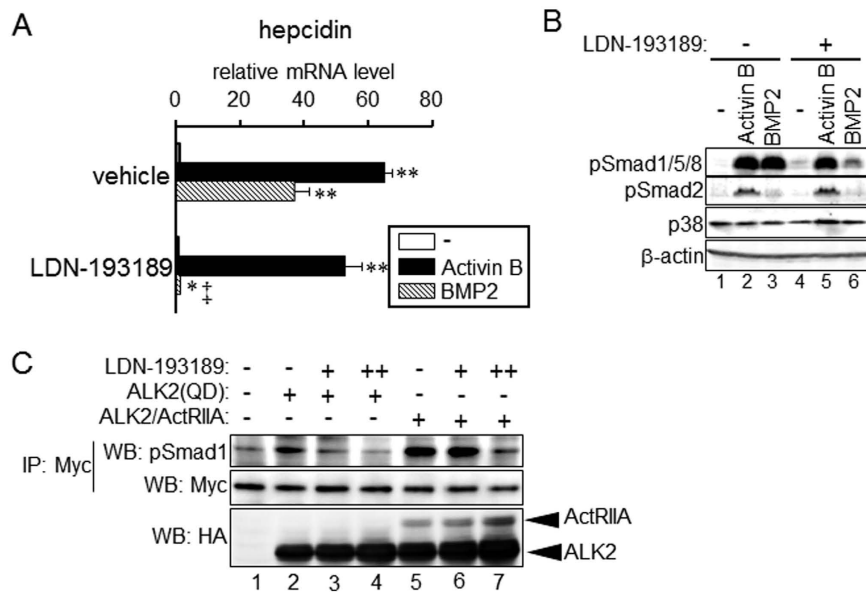 A
hepcidin
relative mRNA level
0 20 40 60 80
vehicle
**
**
LDN-193189
**
* ‡
-
Activin B
BMP2
B
LDN-193189: - +
- Activin B BMP2 - Activin B BMP2
pSmad1/5/8
pSmad2
p38
β-actin
1 2 3 4 5 6
C
LDN-193189: - - + ++ - + ++
ALK2(QD): - + + + - - -
ALK2/ActRIIA: - - - - + + +
IP: Myc
WB: pSmad1
WB: Myc
WB: HA
ActRIIA
ALK2
1 2 3 4 5 6 7